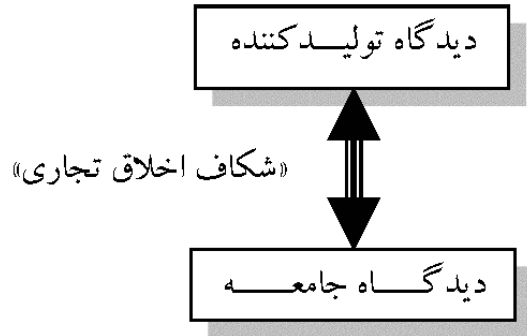 دیدگاه تولیدکننده
«شکاف اخلاق تجاری»
دیدگاه جامعه